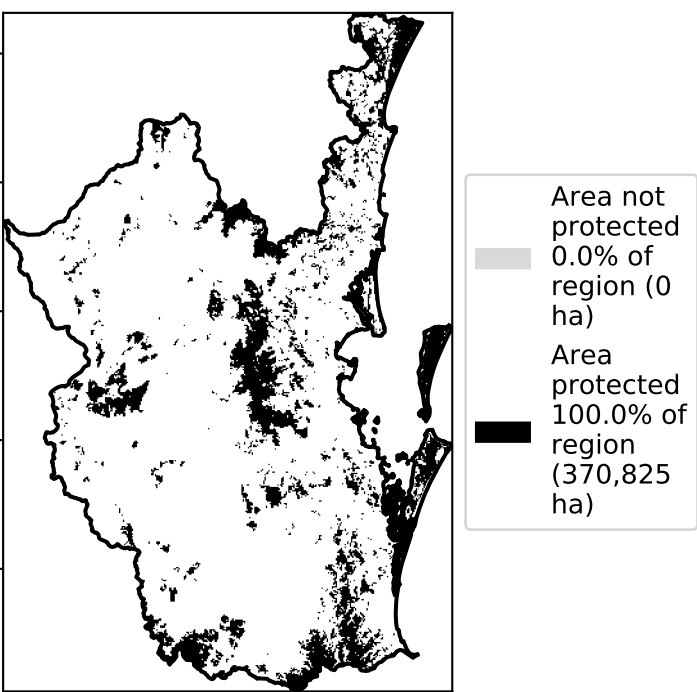 Area not
protected
0.0% of
region (0
ha)
Area
protected
100.0% of
region
(370,825
ha)